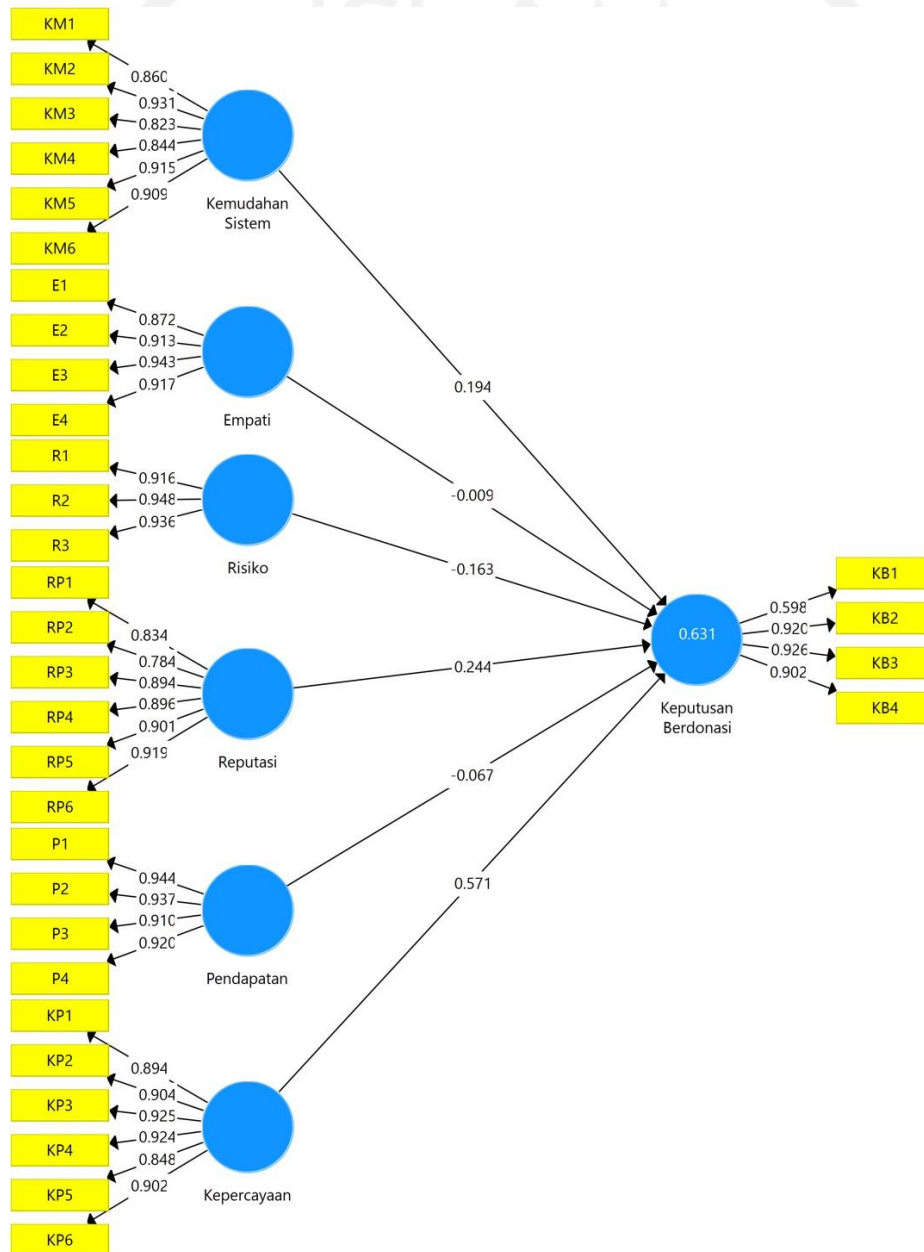 KM1
KM2
KM3
KM4
KM5
KM6
0.860
0.931
0.823
0.844
0.915
0.909
Kemudahan
Sistem
E1
E2
E3
E4
0.872
0.913
0.943
0.917
Empati
R1
R2
R3
0.916
0.948
0.936
Risiko
RP1
RP2
RP3
RP4
RP5
RP6
0.834
0.784
0.894
0.896
0.901
0.919
Reputasi
P1
P2
P3
P4
0.944
0.937
0.910
0.920
Pendapatan
KP1
KP2
KP3
KP4
KP5
KP6
0.894
0.904
0.925
0.924
0.848
0.902
Kepercayaan
0.194
-0.009
-0.163
0.244
-0.067
0.571
0.631
Keputusan
Berdonasi
0.598
0.920
0.926
0.902
KB1
KB2
KB3
KB4